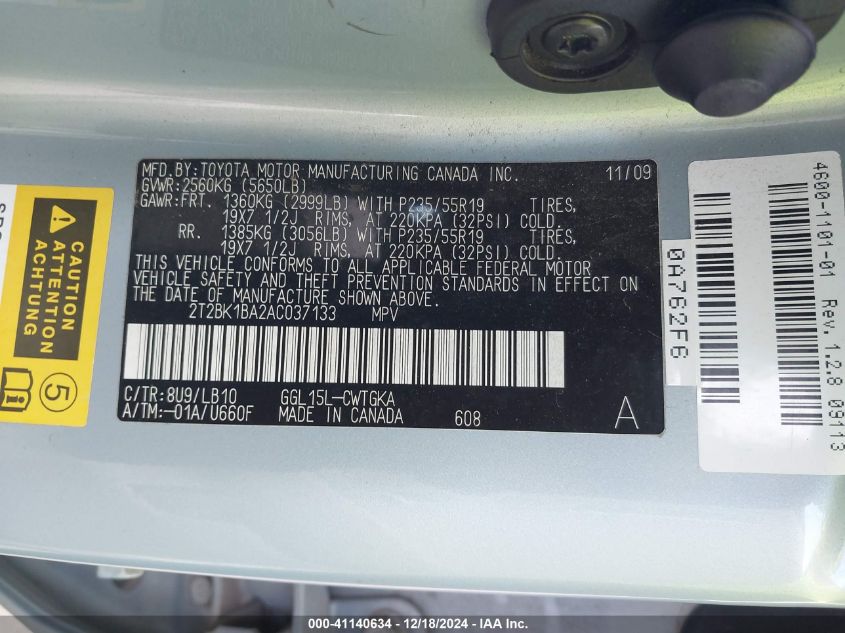 MFD.BY:TOYOTA MOTOR MANUFACTURING CANADA INC. 11/09
GVWR:2560KG (5650LB)
GAWR:FRT. 1360KG (2999LB) WITH P235/55R19 TIRES,
19X7 1/2J RIMS, AT 220KPA (32PSI) COLD.
RR. 1385KG (3056LB) WITH P235/55R19 TIRES,
19X7 1/2J RIMS, AT 220KPA (32PSI) COLD.
THIS VEHICLE CONFORMS TO ALL APPLICABLE FEDERAL MOTOR
VEHICLE SAFETY AND THEFT PREVENTION STANDARDS IN EFFECT ON
THE DATE OF MANUFACTURE SHOWN ABOVE.
2T2BK1BA2AC037133 MPV
C/TR:8U9/LB10 GGL15L-CWTGKA
A/TM:-01A/U660F MADE IN CANADA 608 A
CAUTION
ACHTUNG
5
0A76ZF6
4600-1101-01 Rev. 1.2.8 09113
000-41140634 - 12/18/2024 - IAA Inc.